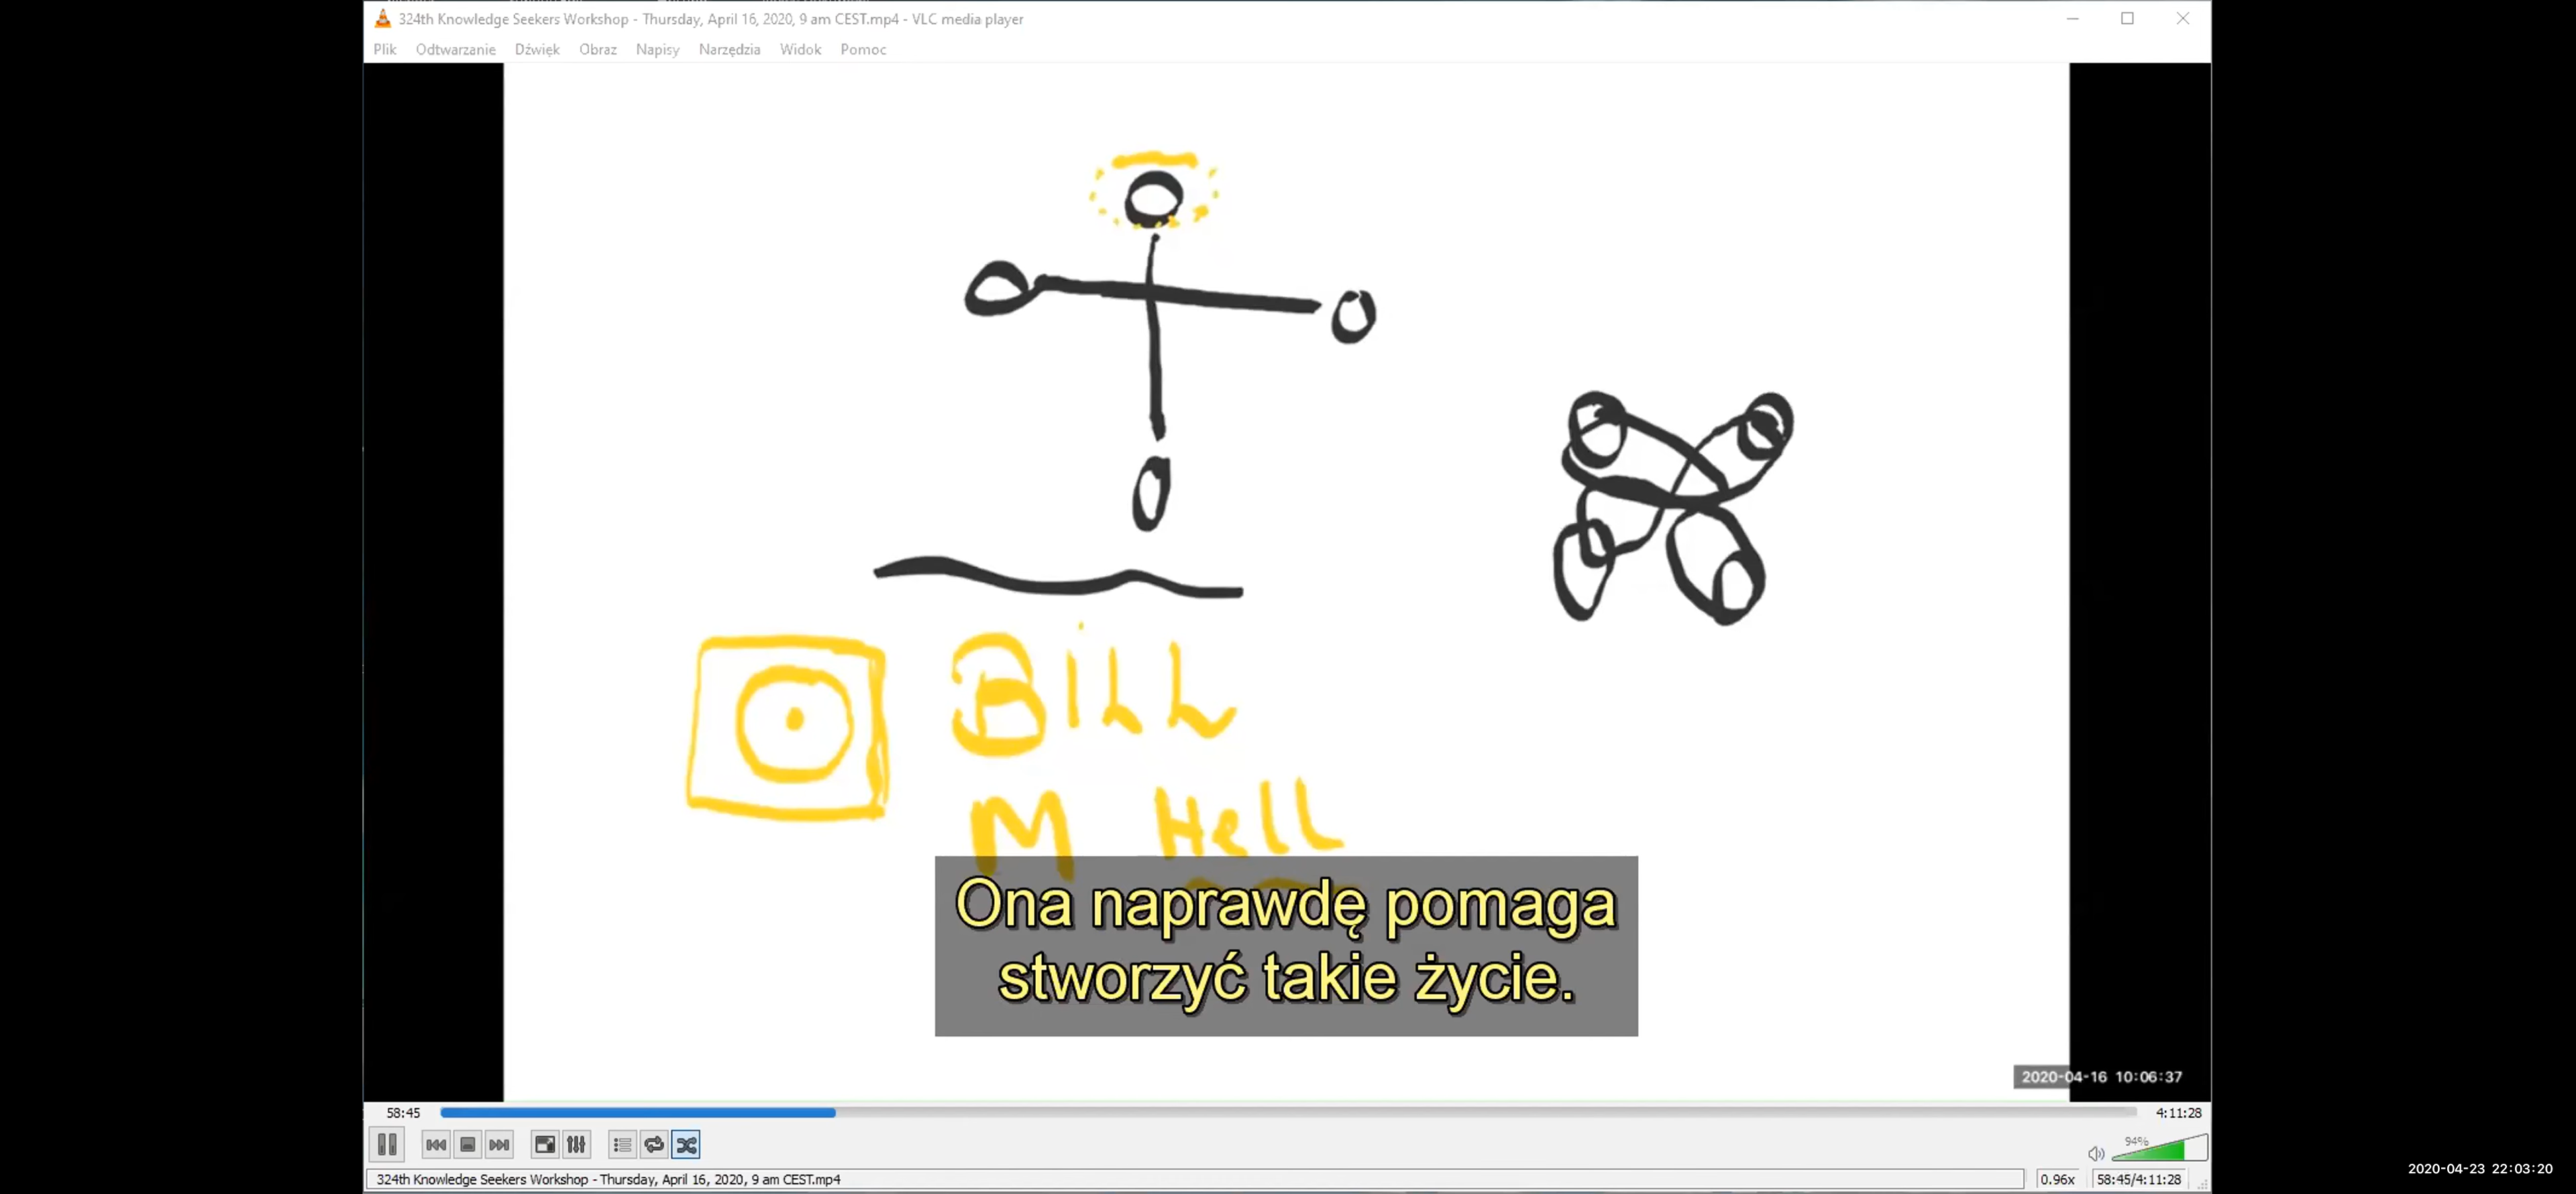 324th Knowledge Seekers Workshop - Thursday, April 16, 2020, 9 am CEST.mp4 - VLC media player
Plik Odtwarzanie Dźwięk Obraz Napisy Narzędzia Widok Pomoc
O
O O
O
BiLL
M Hell
Ona naprawdę pomaga
stworzyć takie życie.
2020-04-16 10:06:37
58:45 4:11:28
94%
324th Knowledge Seekers Workshop - Thursday, April 16, 2020, 9 am CEST.mp4 0.96x 58:45/4:11:28
2020-04-23 22:03:20